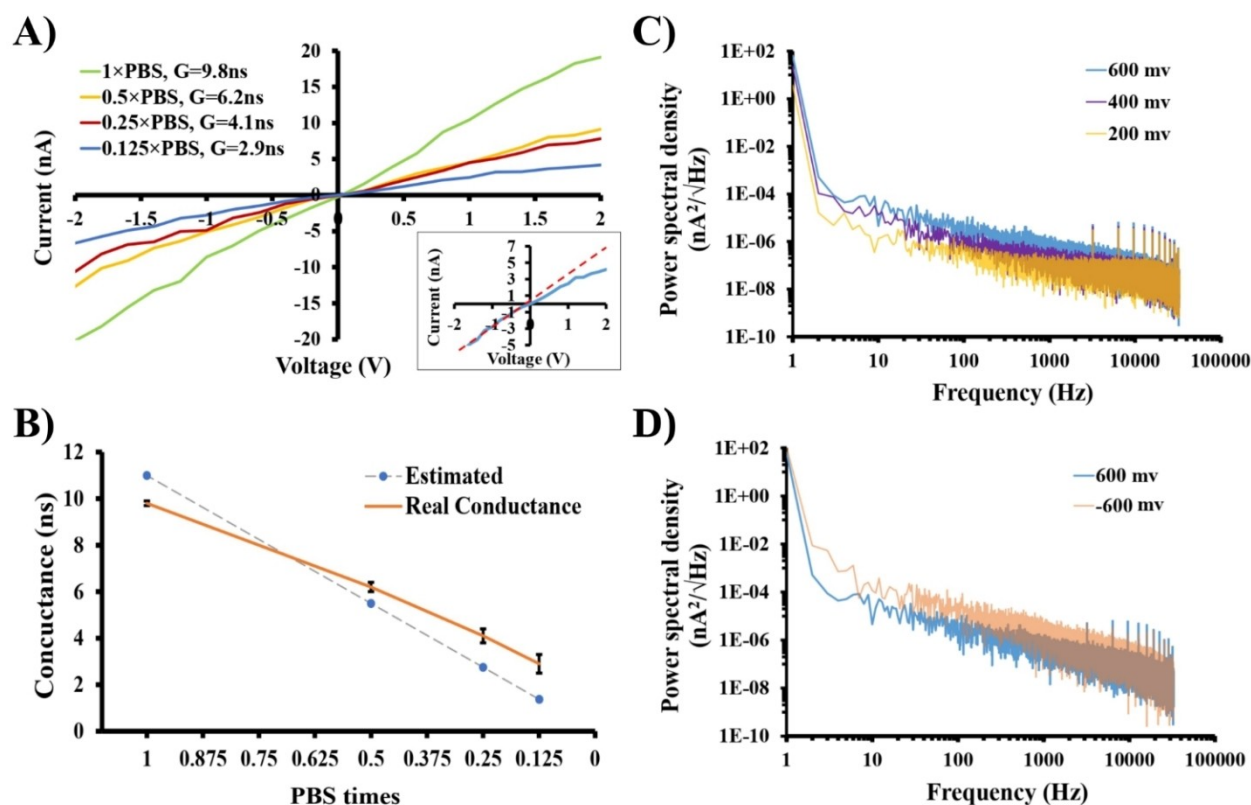 A)
Current (nA)
20
15
10
5
0
-5
-10
-15
-20
-2
-1.5
-1
-0.5
0
0.5
1
1.5
2
Voltage (V)
1×PBS, G=9.8ns
0.5×PBS, G=6.2ns
0.25×PBS, G=4.1ns
0.125×PBS, G=2.9ns
Current (nA)
7
5
3
1
-1
-3
-5
-2
-1
0
1
2
Voltage (V)
C)
Power spectral density
(nA²/√Hz)
1E+02
1E+00
1E-02
1E-04
1E-06
1E-08
1E-10
1
10
100
1000
10000
100000
Frequency (Hz)
600 mv
400 mv
200 mv
B)
Concuctance (ns)
12
10
8
6
4
2
0
1
0.875
0.75
0.625
0.5
0.375
0.25
0.125
0
PBS times
Estimated
Real Conductance
D)
Power spectral density
(nA²/√Hz)
1E+02
1E+00
1E-02
1E-04
1E-06
1E-08
1E-10
1
10
100
1000
10000
100000
Frequency (Hz)
600 mv
-600 mv